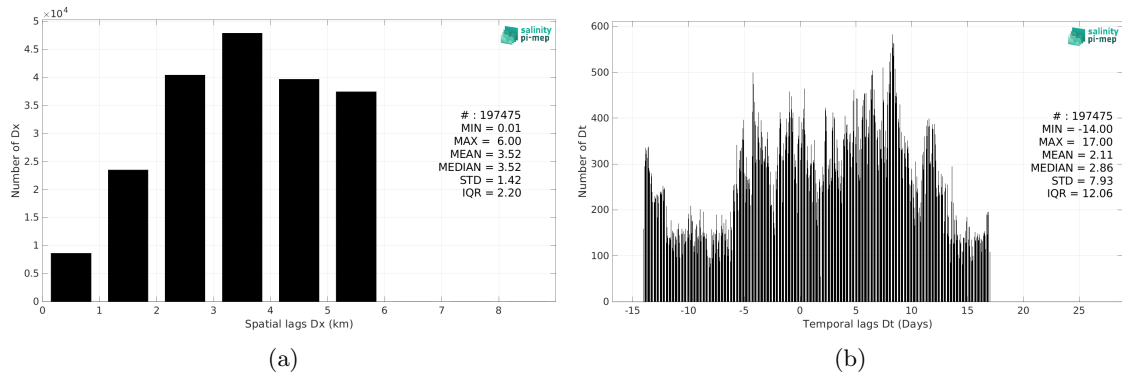 ×10⁴
5
4.5
4
3.5
3
2.5
2
1.5
1
0.5
0
Number of Dx
0 1 2 3 4 5 6 7 8
Spatial lags Dx (km)
salinity
pi-mep
# : 197475
MIN = 0.01
MAX = 6.00
MEAN = 3.52
MEDIAN = 3.52
STD = 1.42
IQR = 2.20
(a)
600
500
400
300
200
100
0
Number of Dt
-15 -10 -5 0 5 10 15 20 25
Temporal lags Dt (Days)
salinity
pi-mep
# : 197475
MIN = -14.00
MAX = 17.00
MEAN = 2.11
MEDIAN = 2.86
STD = 7.93
IQR = 12.06
(b)